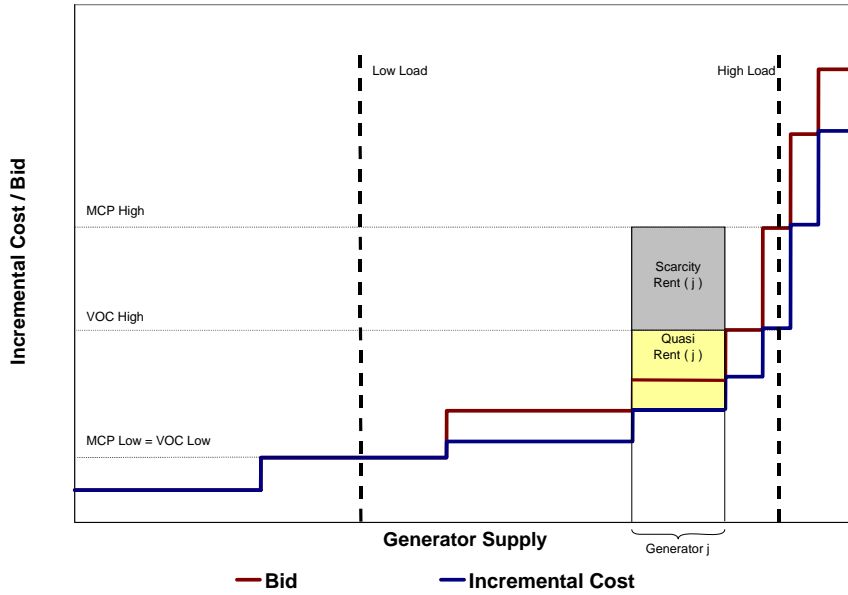 Low Load
High Load
Incremental Cost / Bid
MCP High
Scarcity
Rent ( j )
VOC High
Quasi
Rent ( j )
MCP Low = VOC Low
Generator Supply
Generator j
Bid
Incremental Cost